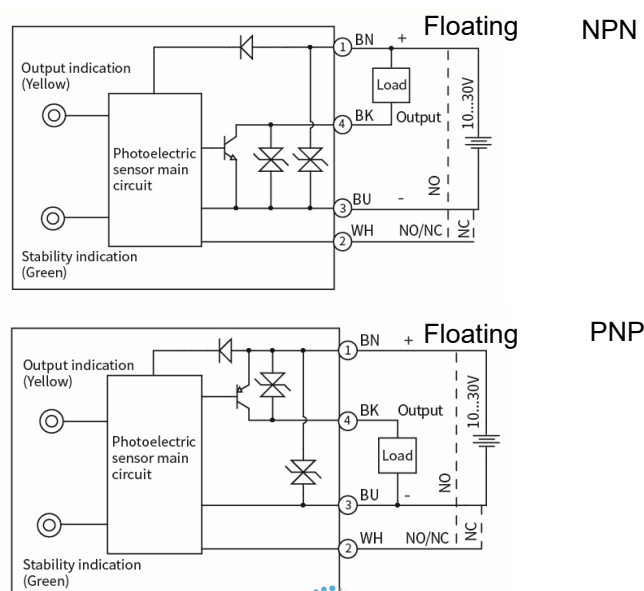 Floating NPN
1 BN +
Output indication
(Yellow)
Load
10...30V
4 BK Output
Photoelectric
sensor main
circuit
NO
3 BU -
2 WH NO/NC NC
Stability indication
(Green)
Floating PNP
1 BN +
Output indication
(Yellow)
10...30V
4 BK Output
Photoelectric
sensor main
circuit
Load
NO
3 BU -
2 WH NO/NC NC
Stability indication
(Green)